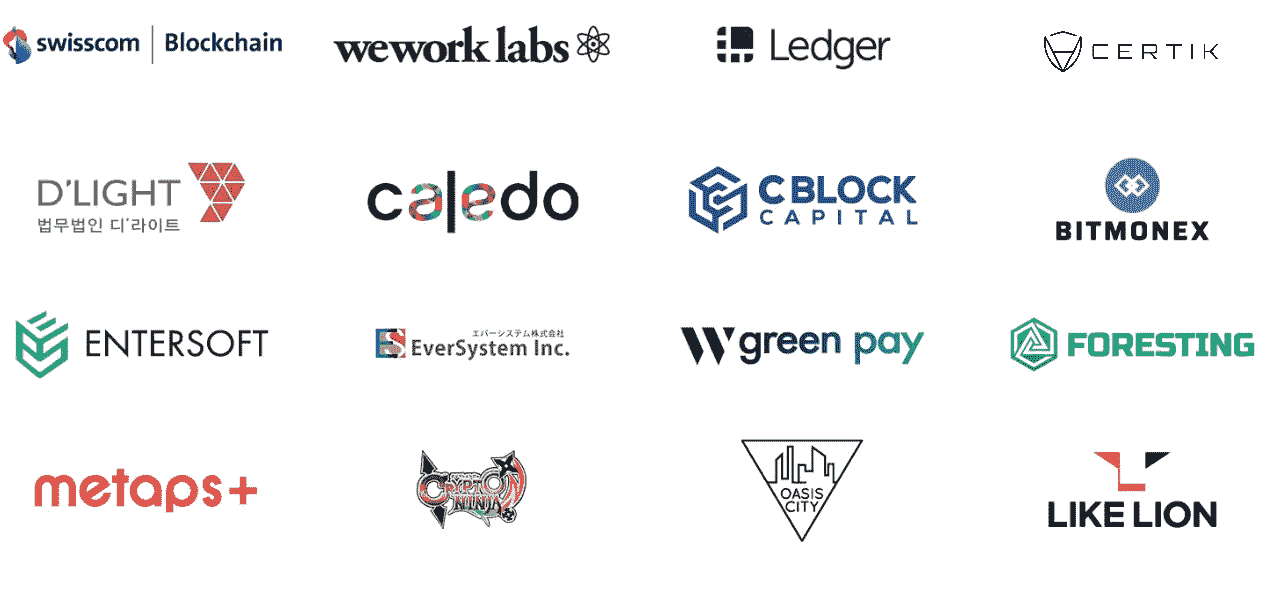 swisscom | Blockchain
wework labs
Ledger
CERTIK
D'LIGHT
법무법인 디'라이트
caledo
C BLOCK
CAPITAL
BITMONEX
ENTERSOFT
エバーシステム株式会社
ES EverSystem Inc.
W green pay
FORESTING
metaps+
CRYPTO
NINJA
OASIS
CITY
LIKE LION